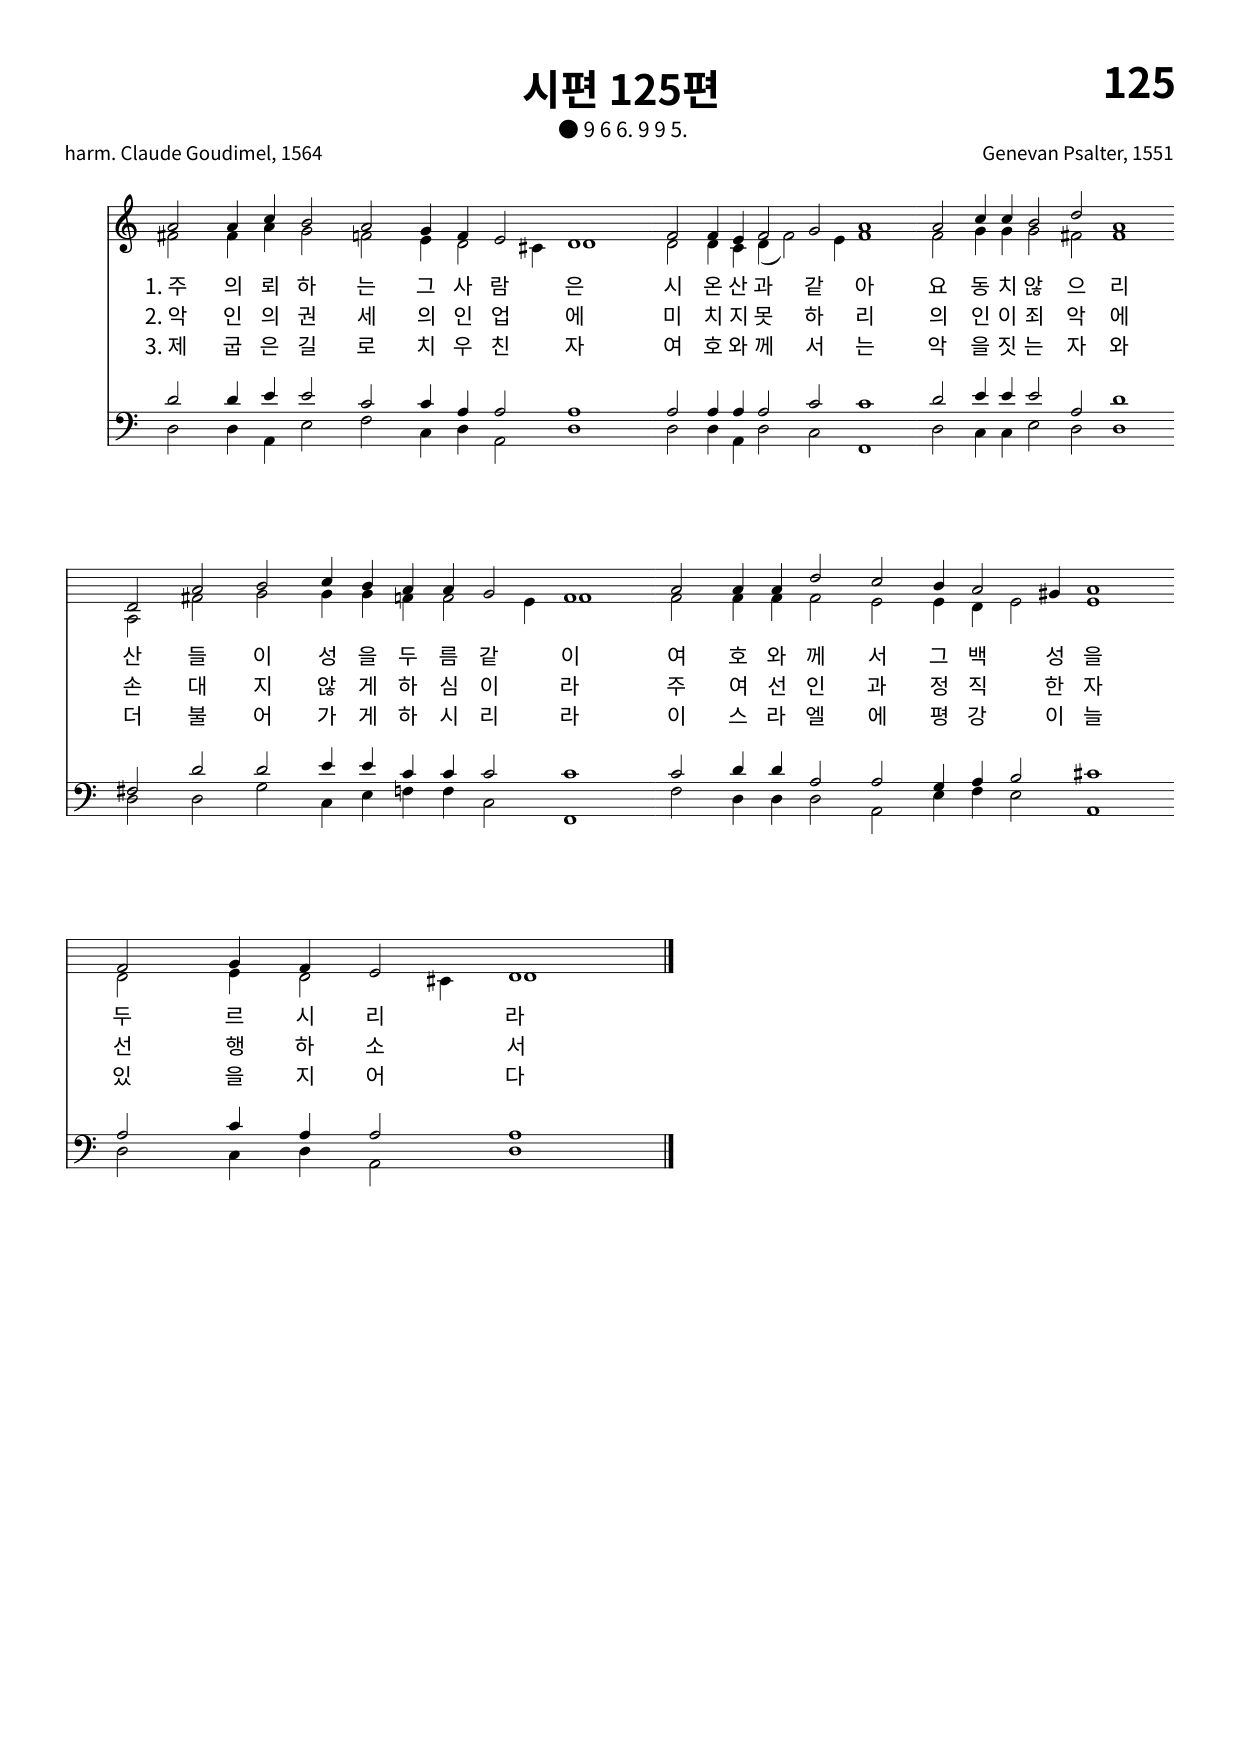 시편 125편
125
● 9 6 6. 9 9 5.
harm. Claude Goudimel, 1564
Genevan Psalter, 1551
1. 주 의 뢰 하 는 그 사 람 은 시 온 산 과 같 아 요 동 치 않 으 리
2. 악 인 의 권 세 의 인 업 에 미 치 지 못 하 리 의 인 이 죄 악 에
3. 제 굽 은 길 로 치 우 친 자 여 호 와 께 서 는 악 을 짓 는 자 와
산 들 이 성 을 두 름 같 이 여 호 와 께 서 그 백 성 을
손 대 지 않 게 하 심 이 라 주 여 선 인 과 정 직 한 자
더 불 어 가 게 하 시 리 라 이 스 라 엘 에 평 강 이 늘
두 르 시 리 라
선 행 하 소 서
있 을 지 어 다